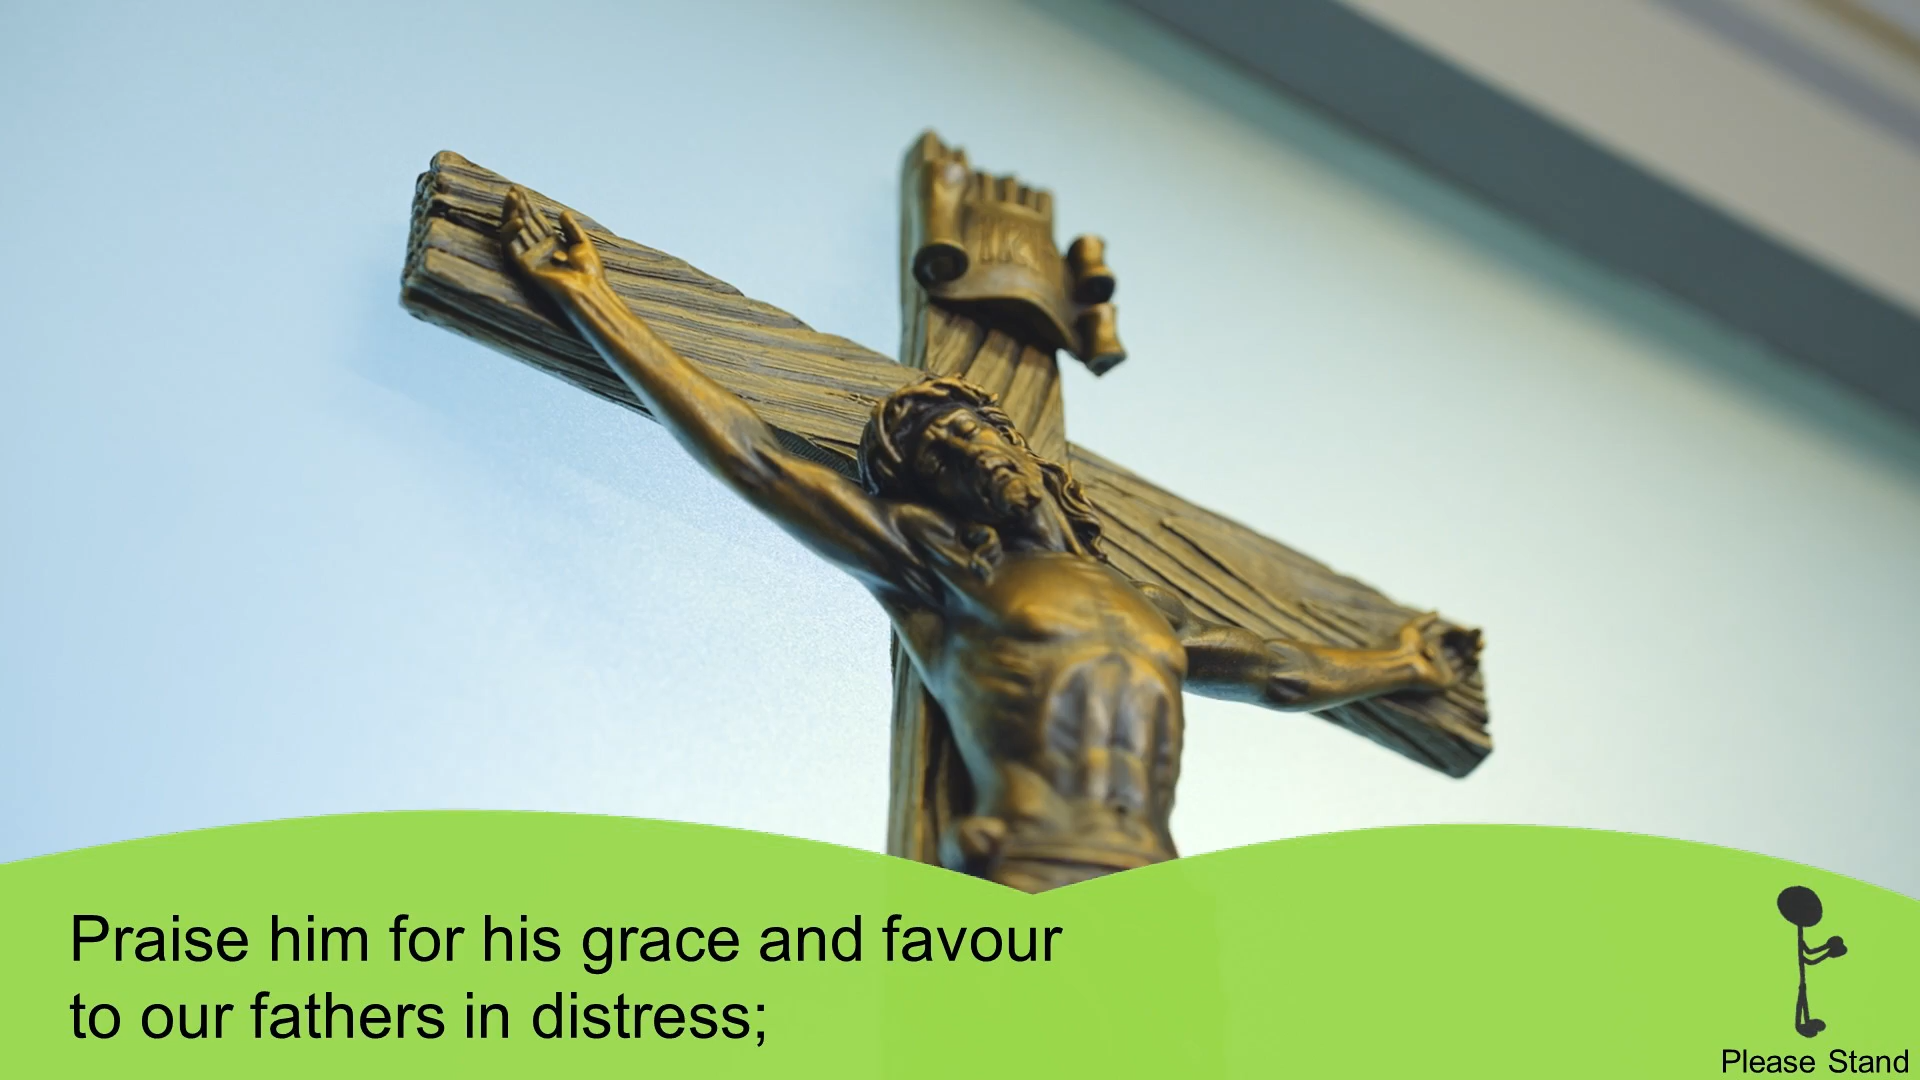 Praise him for his grace and favour
to our fathers in distress;
Please Stand